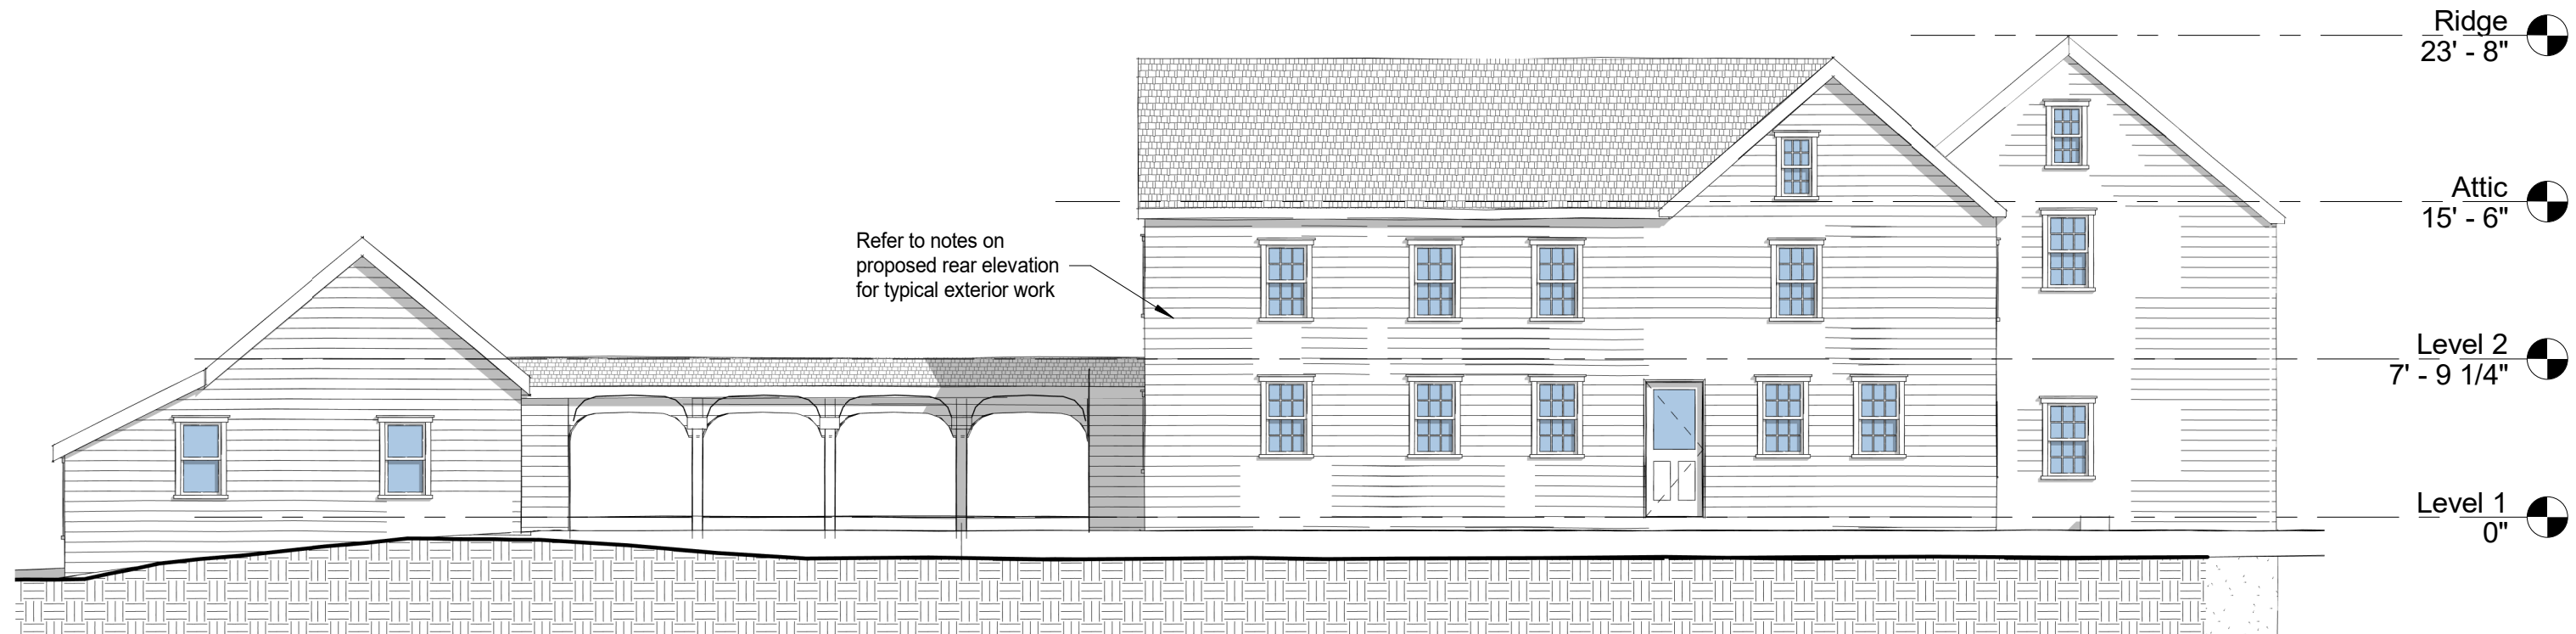 Ridge
23' - 8"
Attic
15' - 6"
Refer to notes on
proposed rear elevation
for typical exterior work
Level 2
7' - 9 1/4"
Level 1
0"